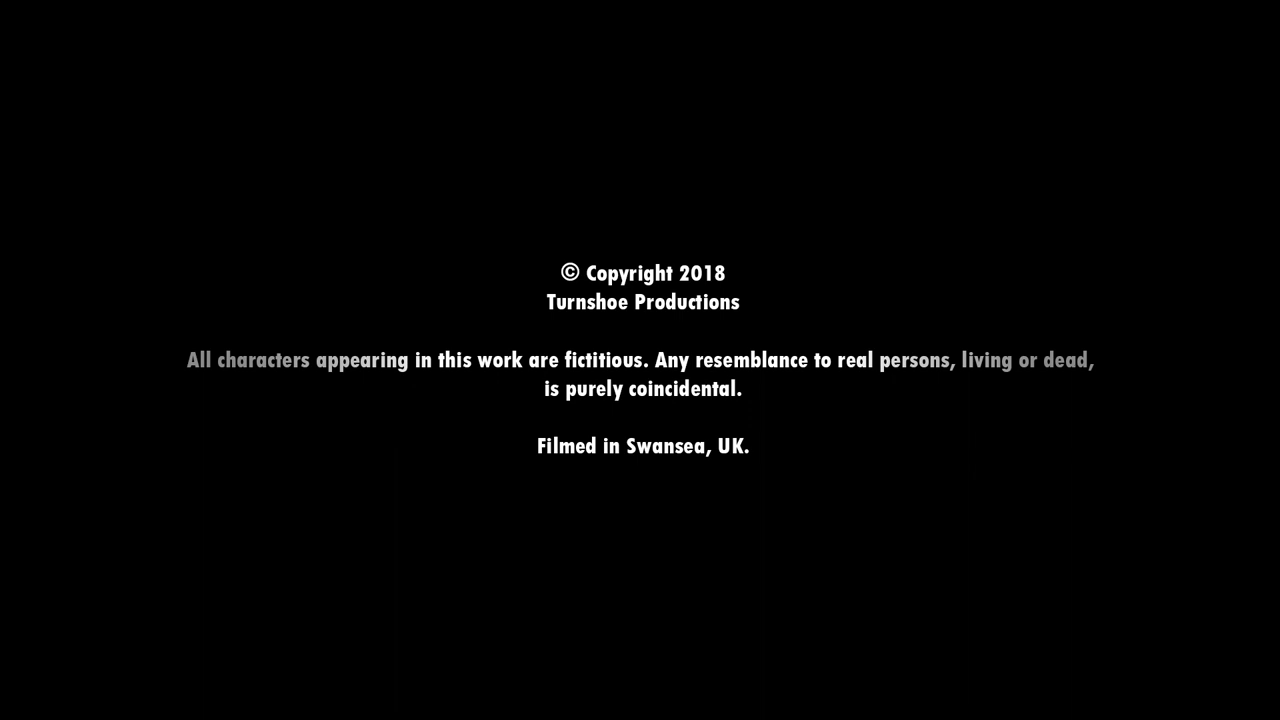 © Copyright 2018
Turnshoe Productions
All characters appearing in this work are fictitious. Any resemblance to real persons, living or dead,
is purely coincidental.
Filmed in Swansea, UK.